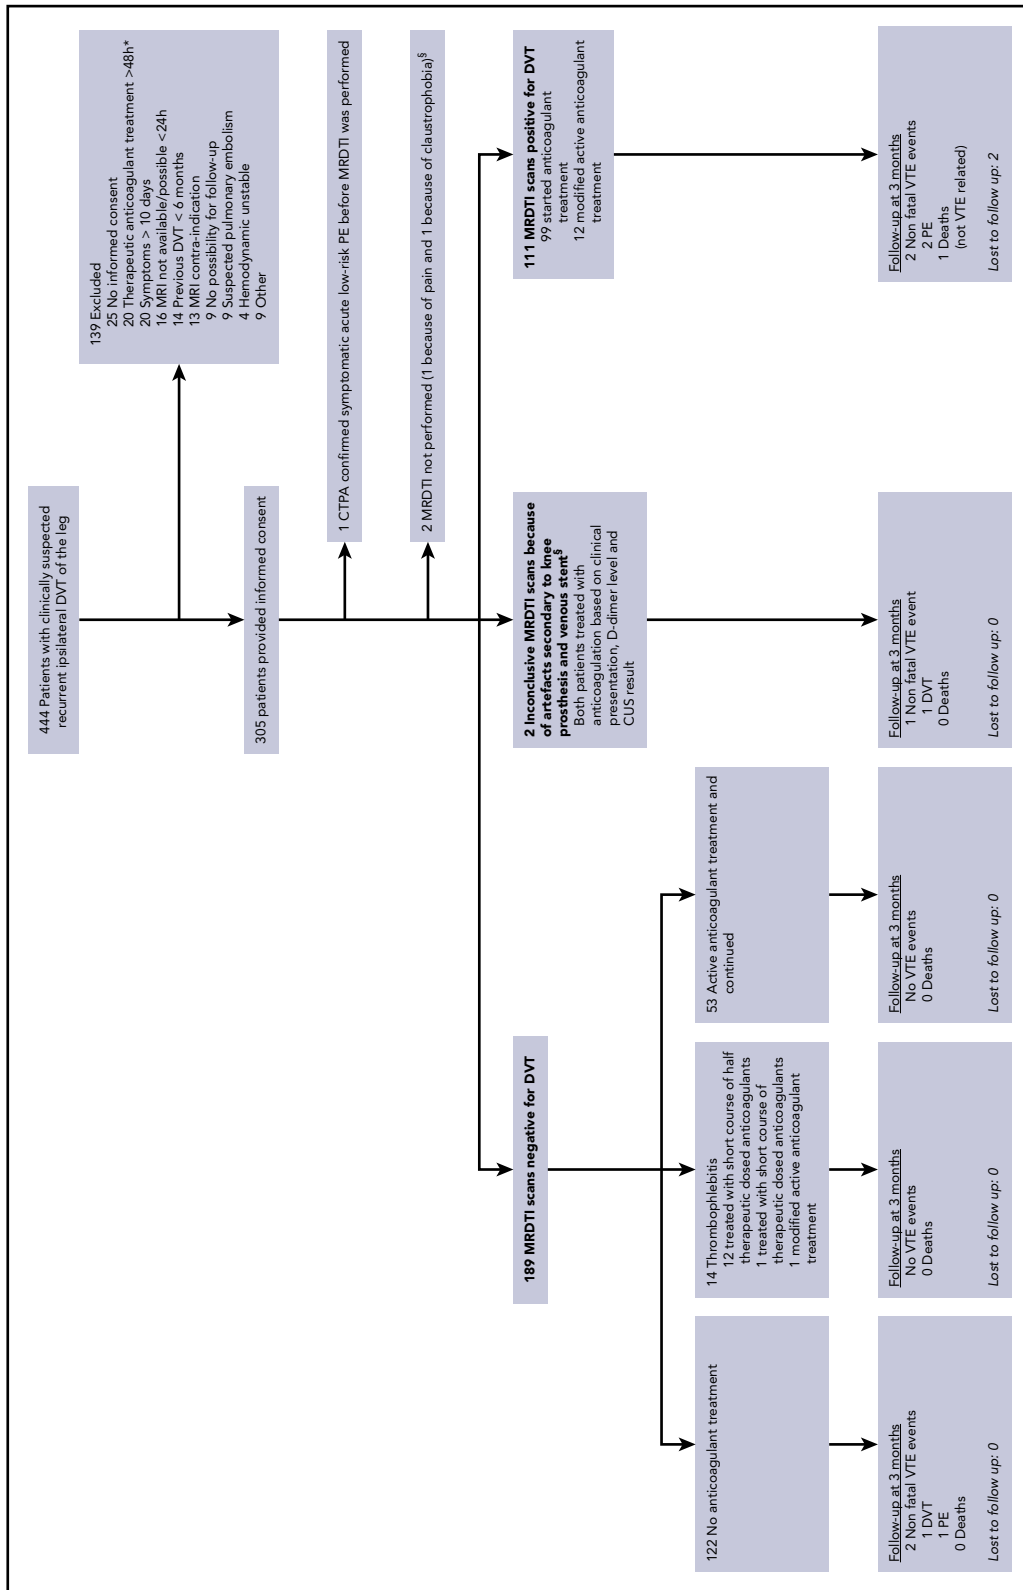 444 Patients with clinically suspected
recurrent ipsilateral DVT of the leg
139 Excluded
25 No informed consent
20 Therapeutic anticoagulant treatment >48h*
20 Symptoms > 10 days
16 MRI not available/possible <24h
14 Previous DVT < 6 months
13 MRI contra-indication
9 No possibility for follow-up
9 Suspected pulmonary embolism
4 Hemodynamic unstable
9 Other
305 patients provided informed consent
1 CTPA confirmed symptomatic acute low-risk PE before MRDTI was performed
2 MRDTI not performed (1 because of pain and 1 because of claustrophobia)§
189 MRDTI scans negative for DVT
2 Inconclusive MRDTI scans because
of artefacts secondary to knee
prosthesis and venous stent§
Both patients treated with
anticoagulation based on clinical
presentation, D-dimer level and
CUS result
111 MRDTI scans positive for DVT
99 started anticoagulant
treatment
12 modified active anticoagulant
treatment
122 No anticoagulant treatment
14 Thrombophlebitis
12 treated with short course of half
therapeutic dosed anticoagulants
1 treated with short course of
therapeutic dosed anticoagulants
1 modified active anticoagulant
treatment
53 Active anticoagulant treatment and
continued
Follow-up at 3 months
2 Non fatal VTE events
1 DVT
1 PE
0 Deaths
Lost to follow up: 0
Follow-up at 3 months
No VTE events
0 Deaths
Lost to follow up: 0
Follow-up at 3 months
No VTE events
0 Deaths
Lost to follow up: 0
Follow-up at 3 months
1 Non fatal VTE event
1 DVT
0 Deaths
Lost to follow up: 0
Follow-up at 3 months
2 Non fatal VTE events
2 PE
1 Deaths
(not VTE related)
Lost to follow up: 2